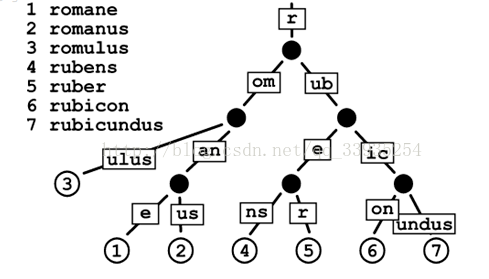 1 romane
2 romanus
3 romulus
4 rubens
5 ruber
6 rubicon
7 rubicundus
r
om
ub
ulus
an
e
ic
3
e
us
ns
r
on
undus
1
2
4
5
6
7